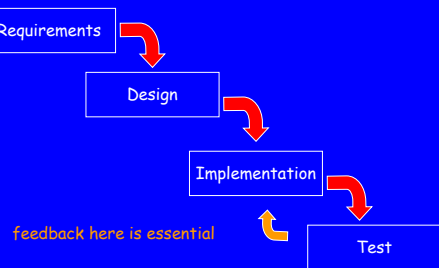 Requirements
Design
Implementation
feedback here is essential
Test